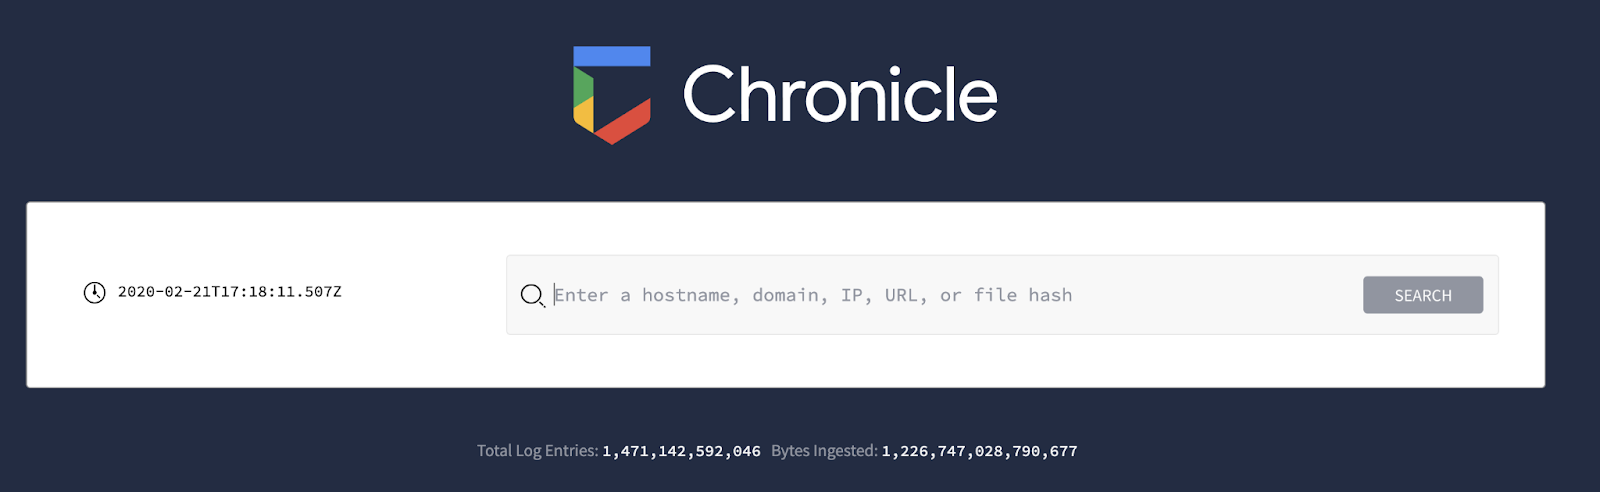 Chronicle
2020-02-21T17:18:11.507Z
Enter a hostname, domain, IP, URL, or file hash
SEARCH
Total Log Entries: 1,471,142,592,046 Bytes Ingested: 1,226,747,028,790,677